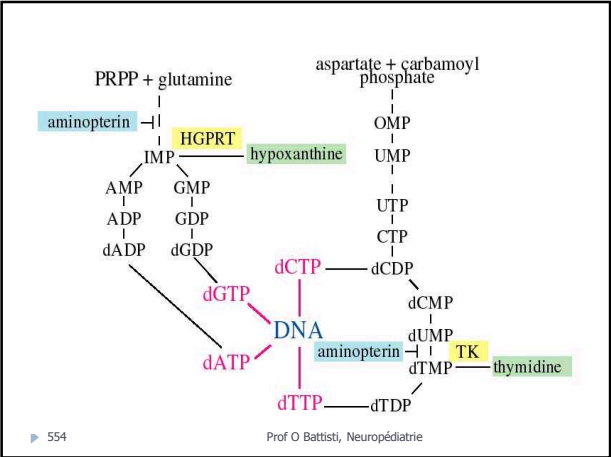 PRPP + glutamine
aspartate + carbamoyl
phosphate
aminopterin
HGPRT
IMP
hypoxanthine
OMP
UMP
AMP
GMP
ADP
GDP
dADP
dGDP
UTP
CTP
dCTP
dCDP
dGTP
dCMP
DNA
dUMP
aminopterin
TK
dATP
dTMP
thymidine
dTTP
dTDP
554
Prof O Battisti, Neuropédiatrie